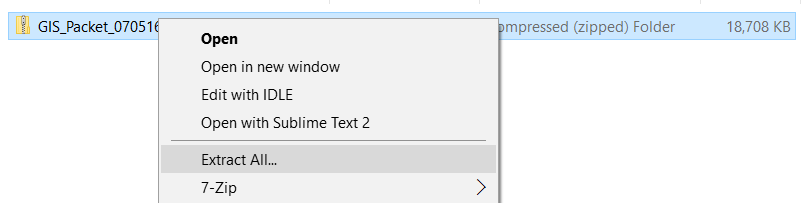 GIS_Packet_070516 ompressed (zipped) Folder 18,708 KB
Open
Open in new window
Edit with IDLE
Open with Sublime Text 2
Extract All...
7-Zip